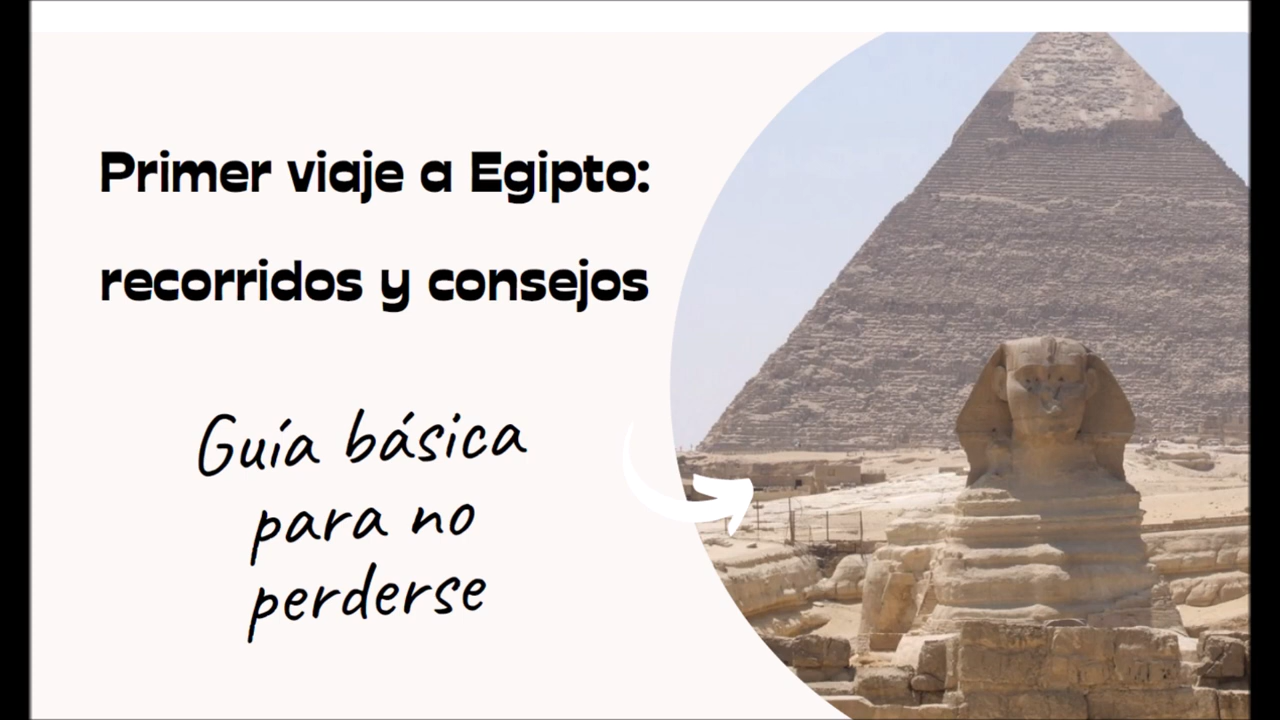 Primer viaje a Egipto:
recorridos y consejos
Guía básica
para no
perderse